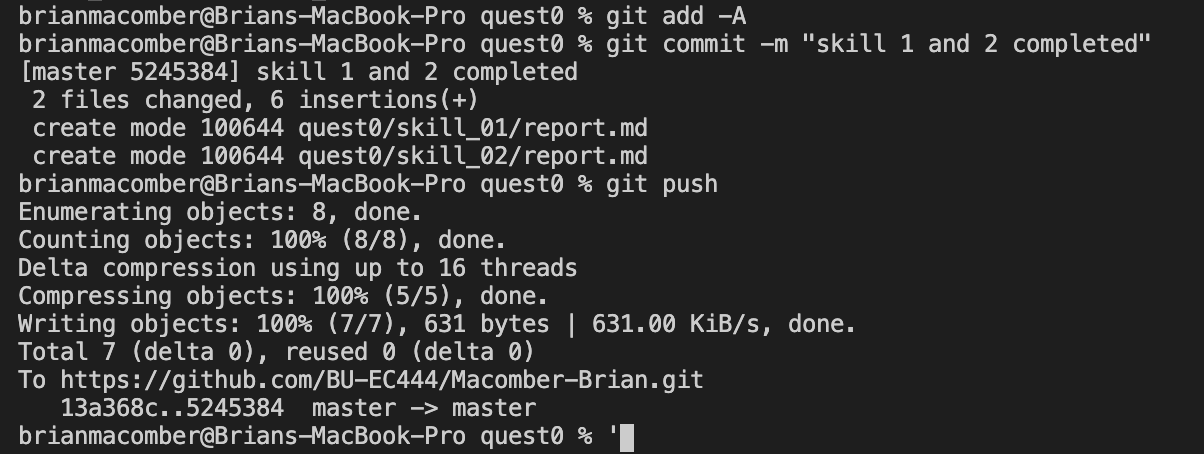 brianmacomber@Brians-MacBook-Pro quest0 % git add -A
brianmacomber@Brians-MacBook-Pro quest0 % git commit -m "skill 1 and 2 completed"
[master 5245384] skill 1 and 2 completed
 2 files changed, 6 insertions(+)
 create mode 100644 quest0/skill_01/report.md
 create mode 100644 quest0/skill_02/report.md
brianmacomber@Brians-MacBook-Pro quest0 % git push
Enumerating objects: 8, done.
Counting objects: 100% (8/8), done.
Delta compression using up to 16 threads
Compressing objects: 100% (5/5), done.
Writing objects: 100% (7/7), 631 bytes | 631.00 KiB/s, done.
Total 7 (delta 0), reused 0 (delta 0)
To https://github.com/BU-EC444/Macomber-Brian.git
   13a368c..5245384  master -> master
brianmacomber@Brians-MacBook-Pro quest0 % '